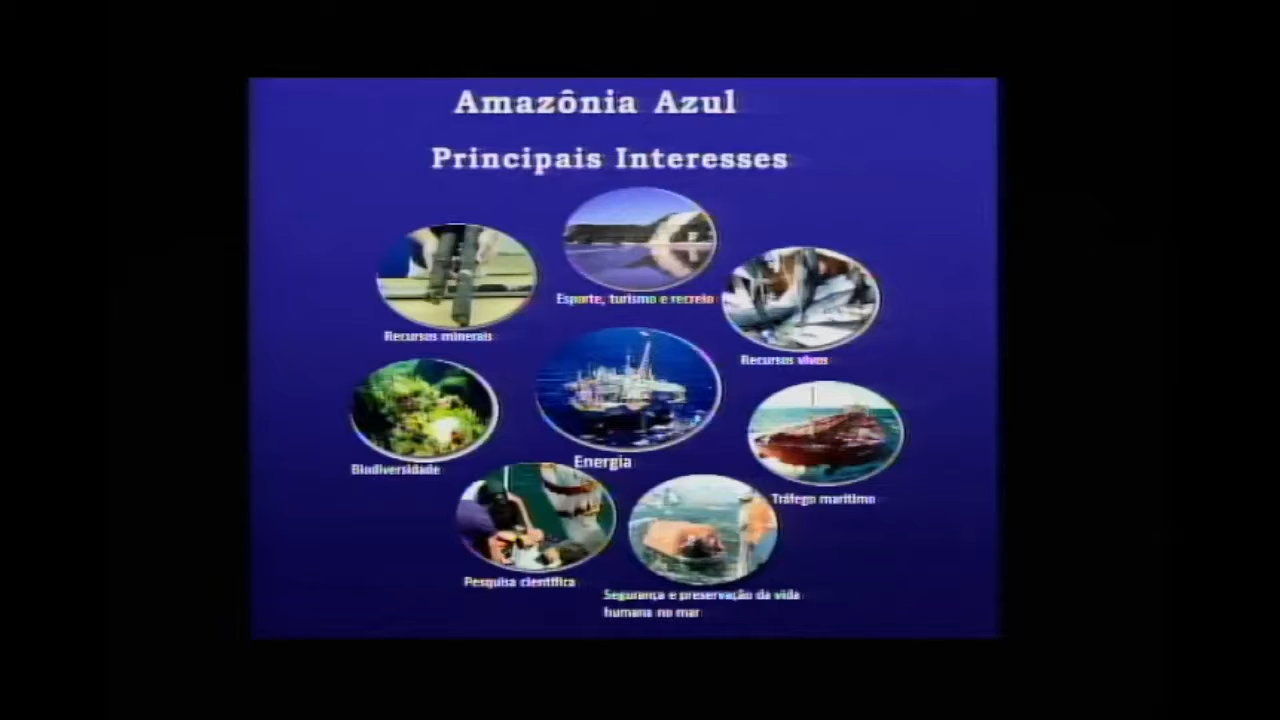 Amazônia Azul
Principais Interesses
Esporte, turismo e recreio
Recursos minerais
Recursos vivos
Energia
Biodiversidade
Tráfego marítimo
Pesquisa científica
Segurança e preservação da vida
humana no mar